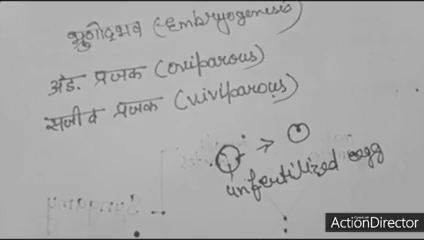 भ्रुणोद्भव (Embryogenesis)
अंड. प्रजक (oviparous)
सजीव प्रजक (viviparous)
unfertilized egg
ActionDirector